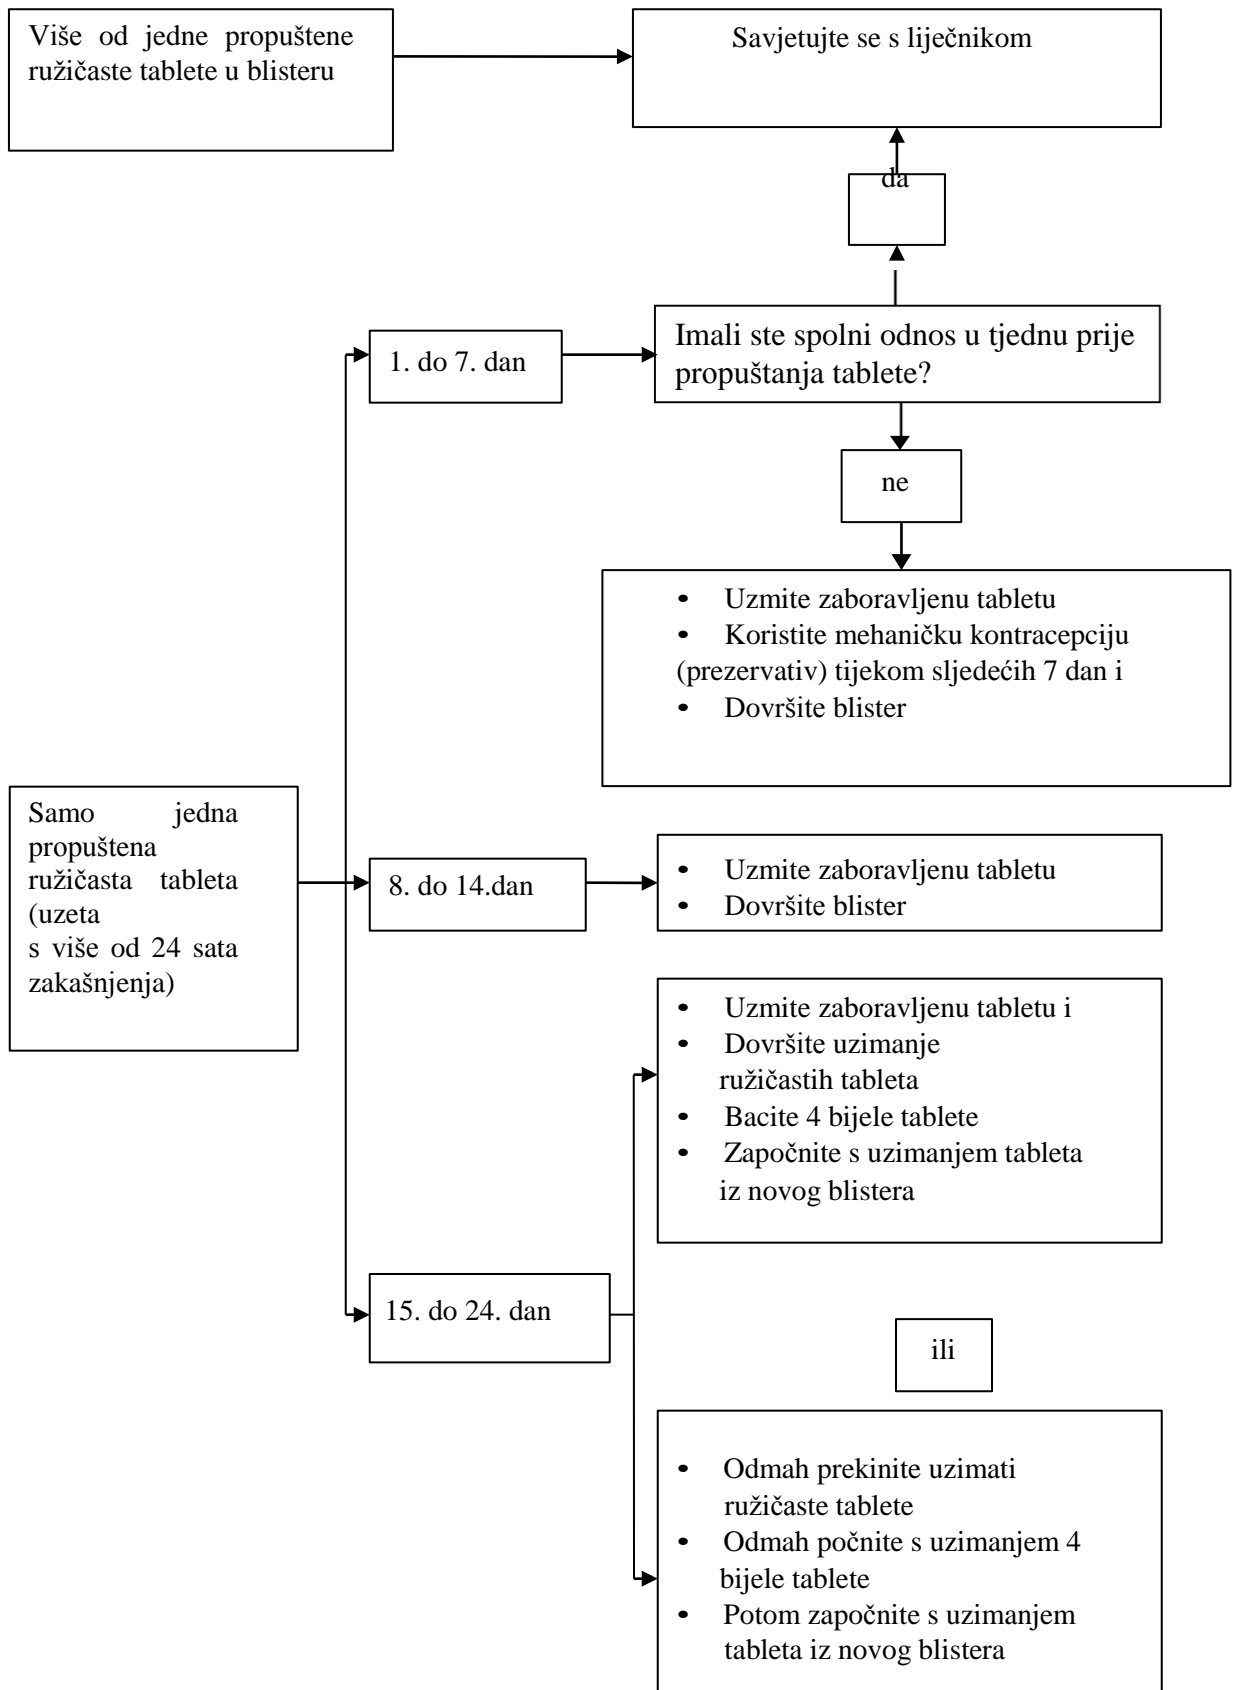 Više od jedne propuštene
ružičaste tablete u blisteru
Savjetujte se s liječnikom
da
1. do 7. dan
Imali ste spolni odnos u tjednu prije
propuštanja tablete?
ne
• Uzmite zaboravljenu tabletu
• Koristite mehaničku kontracepciju
(prezervativ) tijekom sljedećih 7 dan i
• Dovršite blister
Samo jedna
propuštena
ružičasta tableta
(uzeta
s više od 24 sata
zakašnjenja)
8. do 14.dan
• Uzmite zaboravljenu tabletu
• Dovršite blister
• Uzmite zaboravljenu tabletu i
• Dovršite uzimanje
ružičastih tableta
• Bacite 4 bijele tablete
• Započnite s uzimanjem tableta
iz novog blistera
15. do 24. dan
ili
• Odmah prekinite uzimati
ružičaste tablete
• Odmah počnite s uzimanjem 4
bijele tablete
• Potom započnite s uzimanjem
tableta iz novog blistera